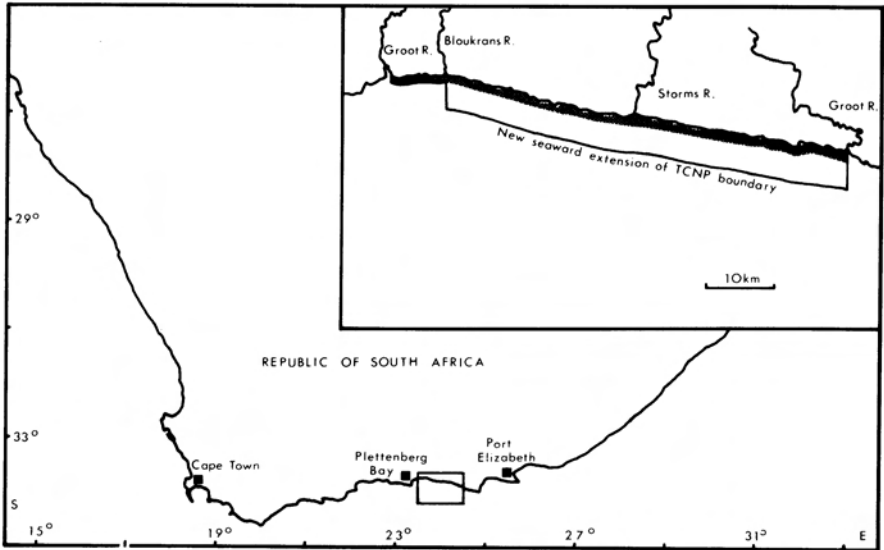 Groot R.
Bloukrans R.
Storms R.
Groot R.
New seaward extension of TCNP boundary
10km
29°
REPUBLIC OF SOUTH AFRICA
33°
Cape Town
Plettenberg
Bay
Port
Elizabeth
S
15°
19°
23°
27°
31°
E